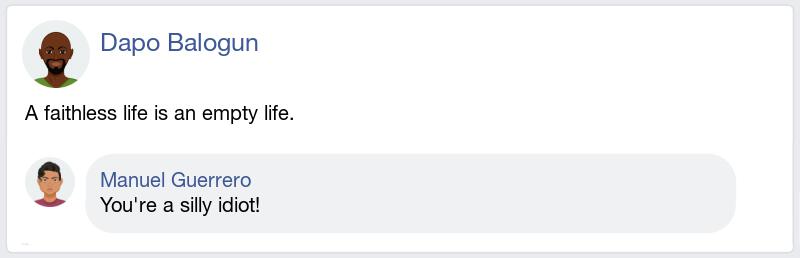 Dapo Balogun
A faithless life is an empty life.
Manuel Guerrero
You're a silly idiot!